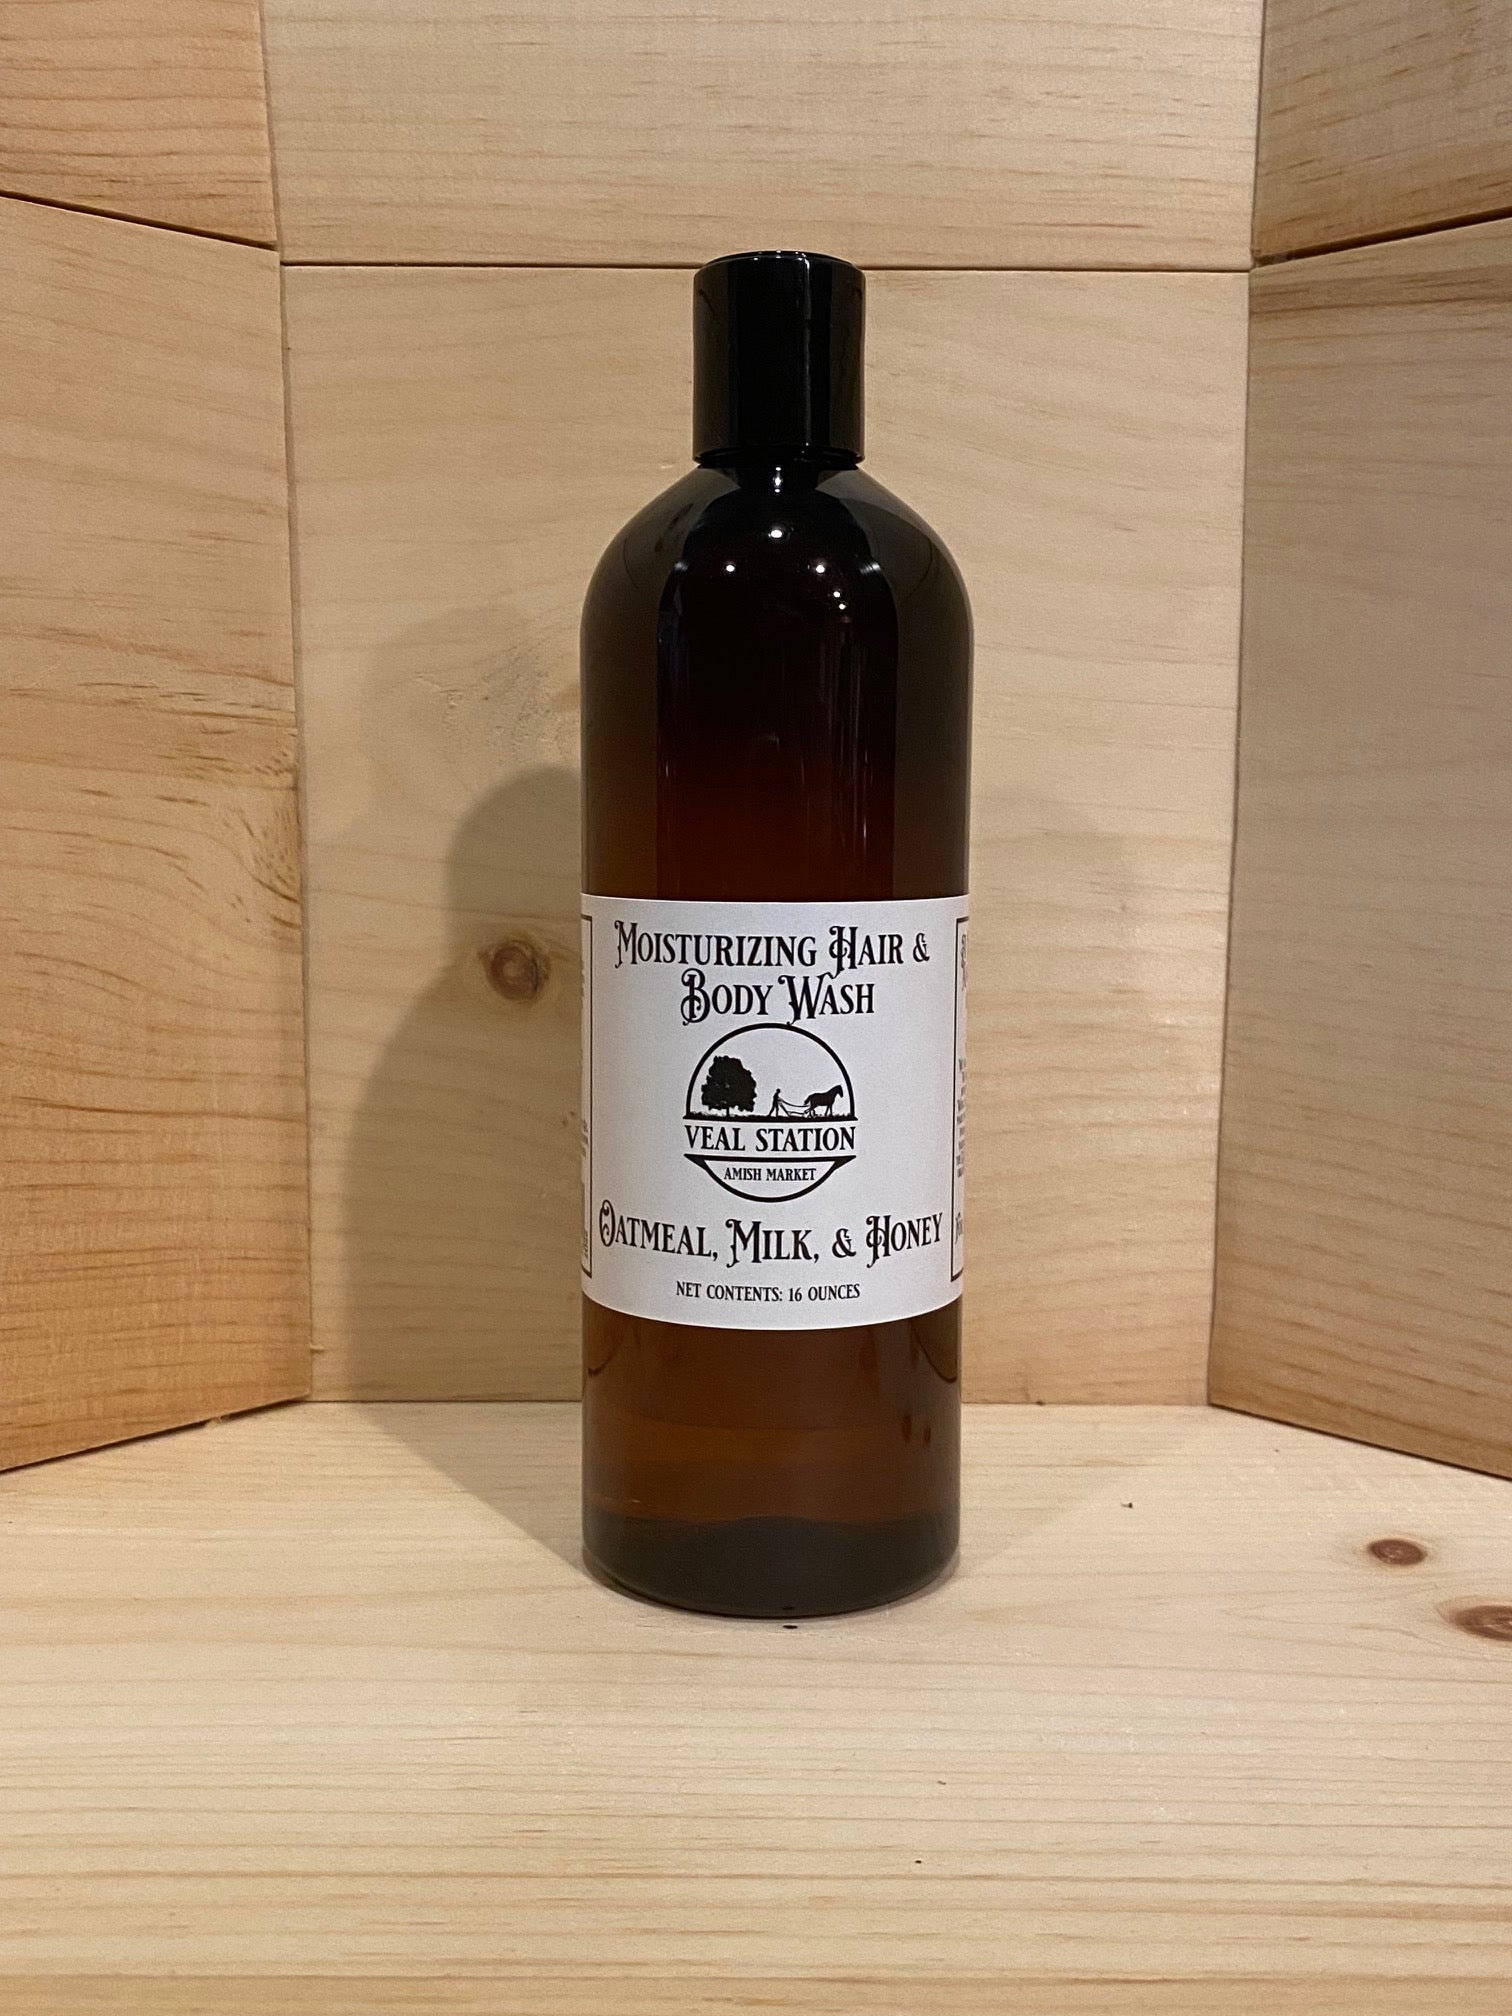 Moisturizing Hair &
Body Wash
VEAL STATION
AMISH MARKET
Oatmeal, Milk, & Honey
NET CONTENTS: 16 OUNCES